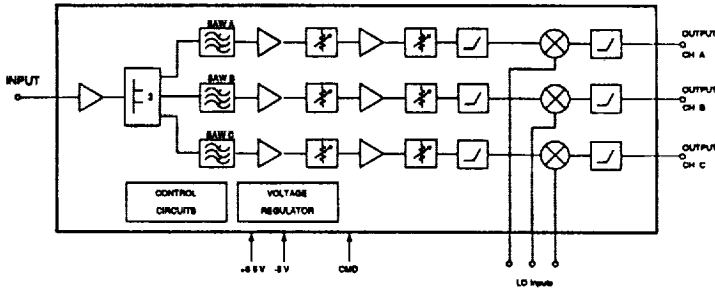 INPUT
3
SAW A
SAW B
SAW C
OUTPUT
CH A
OUTPUT
CH B
OUTPUT
CH C
CONTROL
CIRCUITS
VOLTAGE
REGULATOR
-5 V
CMD
LO Inputs